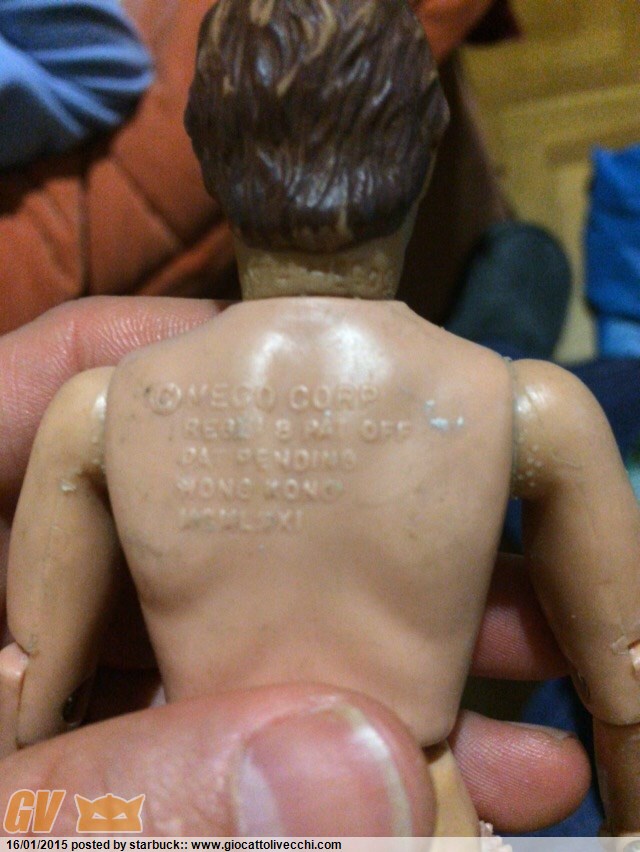 © MEGO CORP
REG U S PAT OFF
PAT PENDING
HONG KONG
MCMLXXI
GV
16/01/2015 posted by starbuck:: www.giocattolivecchi.com